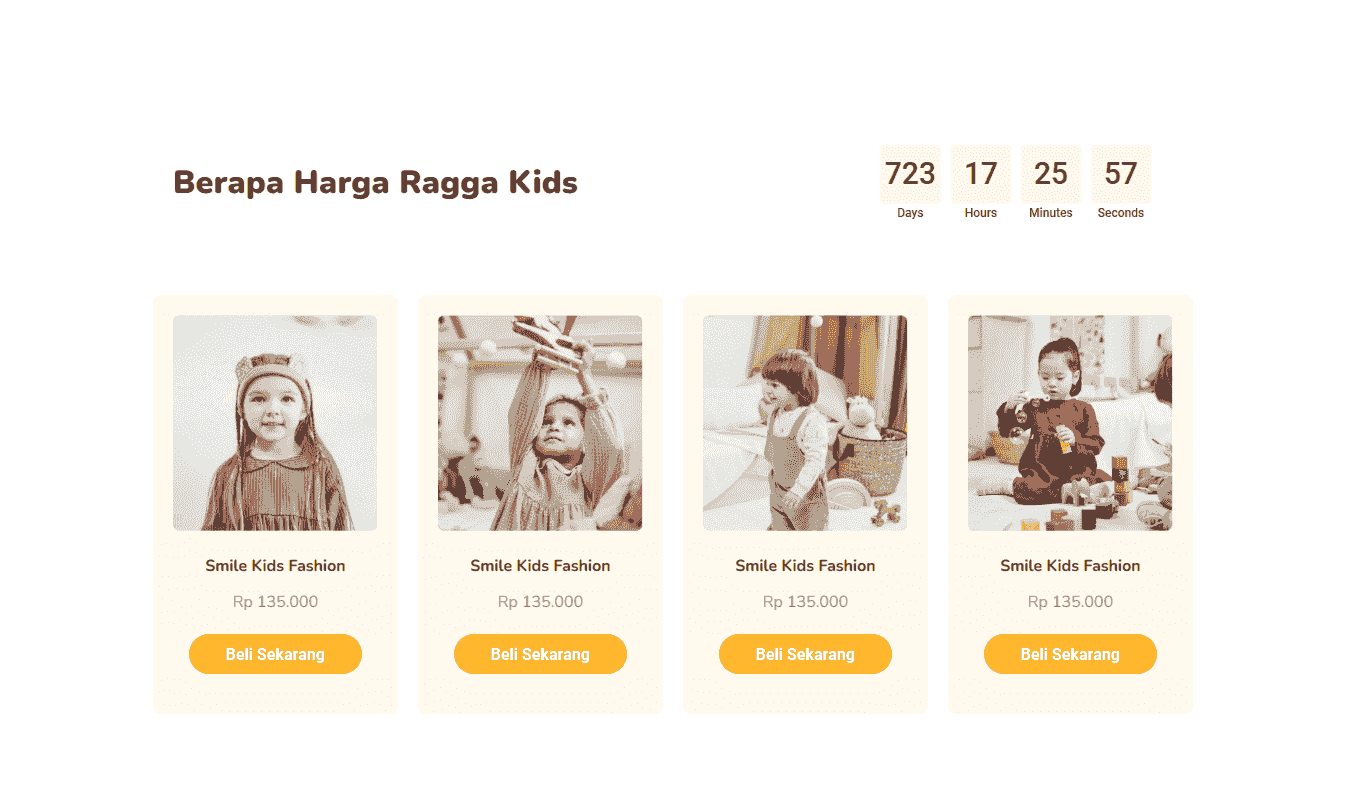 Berapa Harga Ragga Kids
723 17 25 57
Days Hours Minutes Seconds
Smile Kids Fashion
Rp 135.000
Beli Sekarang
Smile Kids Fashion
Rp 135.000
Beli Sekarang
Smile Kids Fashion
Rp 135.000
Beli Sekarang
Smile Kids Fashion
Rp 135.000
Beli Sekarang